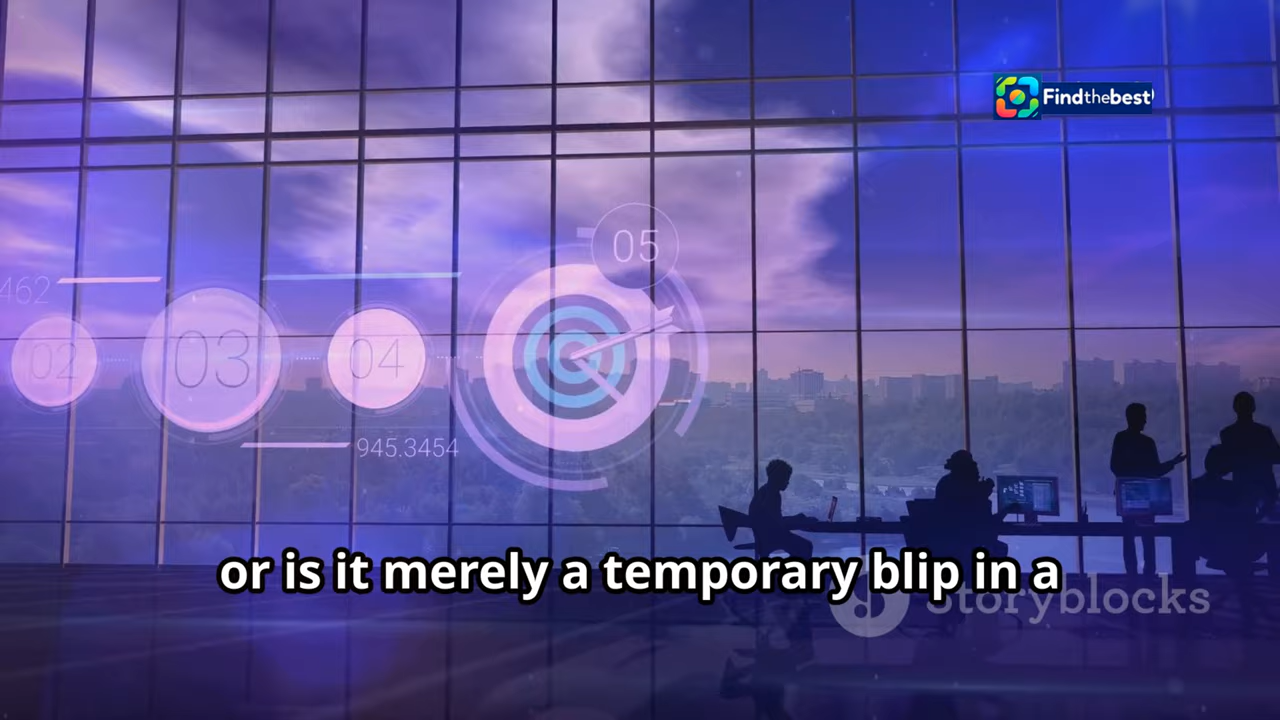 Findthebest
05
462
02
03
04
945.3454
or is it merely a temporary blip in a
Storyblocks